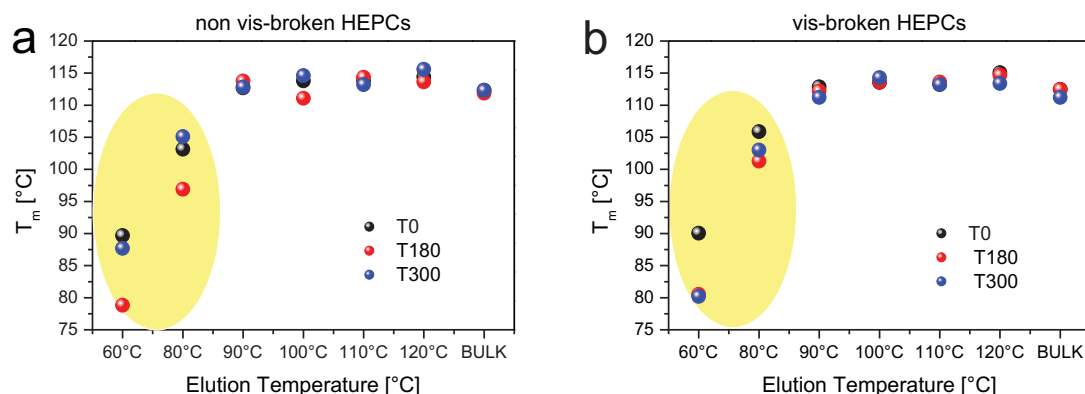 a
non vis-broken HEPCs
120
115
110
105
100
95
90
85
80
75
Tm [°C]
T0
T180
T300
60°C 80°C 90°C 100°C 110°C 120°C BULK
Elution Temperature [°C]
b
vis-broken HEPCs
120
115
110
105
100
95
90
85
80
75
Tm [°C]
T0
T180
T300
60°C 80°C 90°C 100°C 110°C 120°C BULK
Elution Temperature [°C]